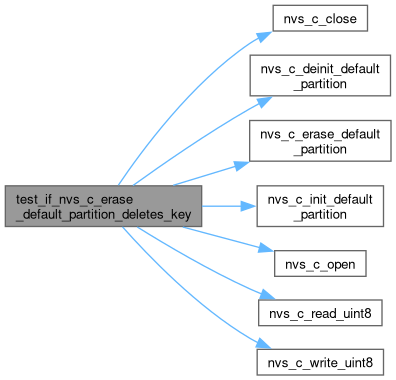 test_if_nvs_c_erase
_default_partition_deletes_key
nvs_c_close
nvs_c_deinit_default
_partition
nvs_c_erase_default
_partition
nvs_c_init_default
_partition
nvs_c_open
nvs_c_read_uint8
nvs_c_write_uint8